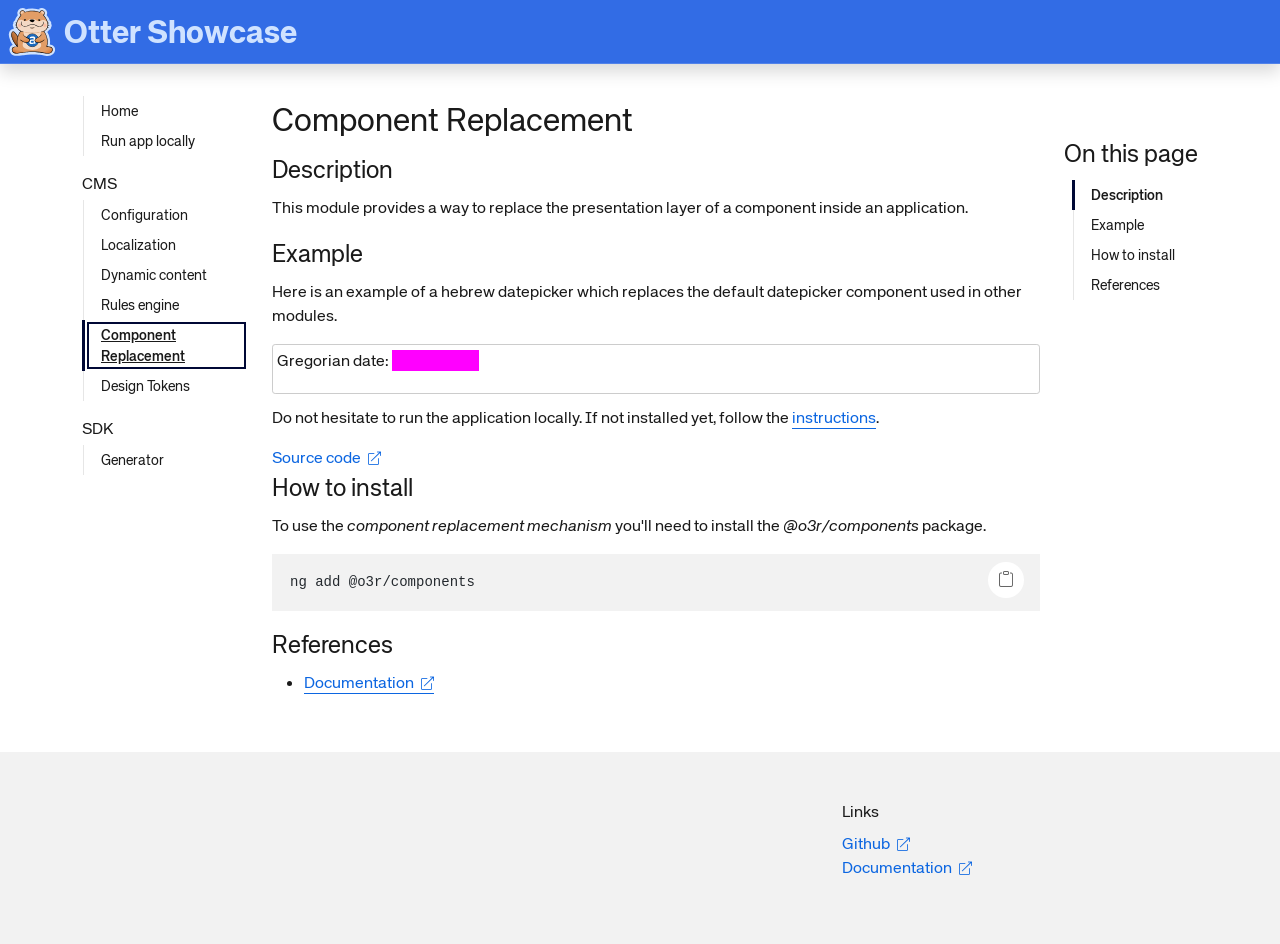 Otter Showcase
Home
Run app locally
CMS
Configuration
Localization
Dynamic content
Rules engine
Component
Replacement
Design Tokens
SDK
Generator
Component Replacement
Description
This module provides a way to replace the presentation layer of a component inside an application.
Example
Here is an example of a hebrew datepicker which replaces the default datepicker component used in other
modules.
Gregorian date:
Do not hesitate to run the application locally. If not installed yet, follow the instructions.
Source code
How to install
To use the component replacement mechanism you'll need to install the @o3r/components package.
ng add @o3r/components
References
Documentation
On this page
Description
Example
How to install
References
Links
Github
Documentation